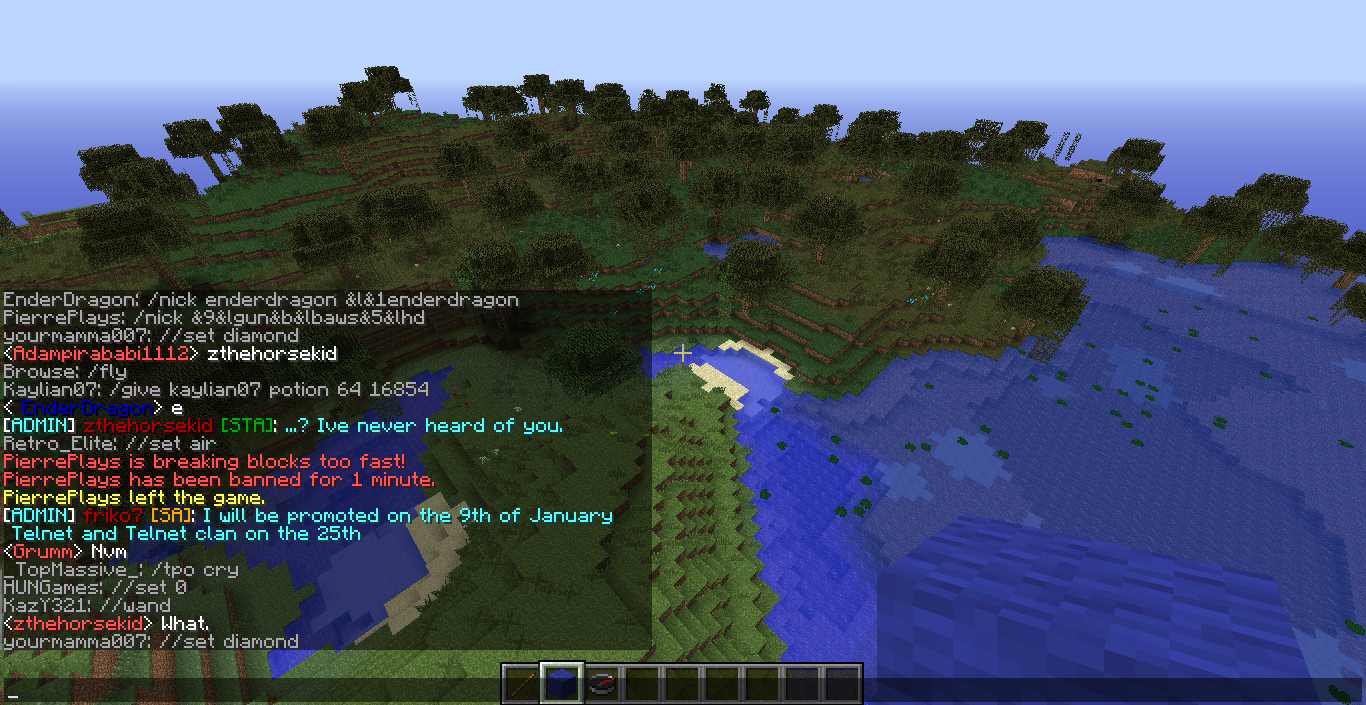 EnderDragon: /nick enderdragon &l&1enderdragon
PierrePlays: /nick &9&lgun&b&lbaws&5&lhd
yourmamma007: //set diamond
<Adampirababi1112> zthehorsekid
Browse: /fly
Kaylian07: /give kaylian07 potion 64 16854
< EnderDragon> e
[ADMIN] zthehorsekid [STA]: …? Ive never heard of you.
Retro_Elite: //set air
PierrePlays is breaking blocks too fast!
PierrePlays has been banned for 1 minute.
PierrePlays left the game.
[ADMIN] friko7 [SA]: I will be promoted on the 9th of January
Telnet and Telnet clan on the 25th
<Grumm> Nvm
_TopMassive_: /tpo cry
HUNGames: //set 0
KazY321: //wand
<zthehorsekid> What.
yourmamma007: //set diamond
_